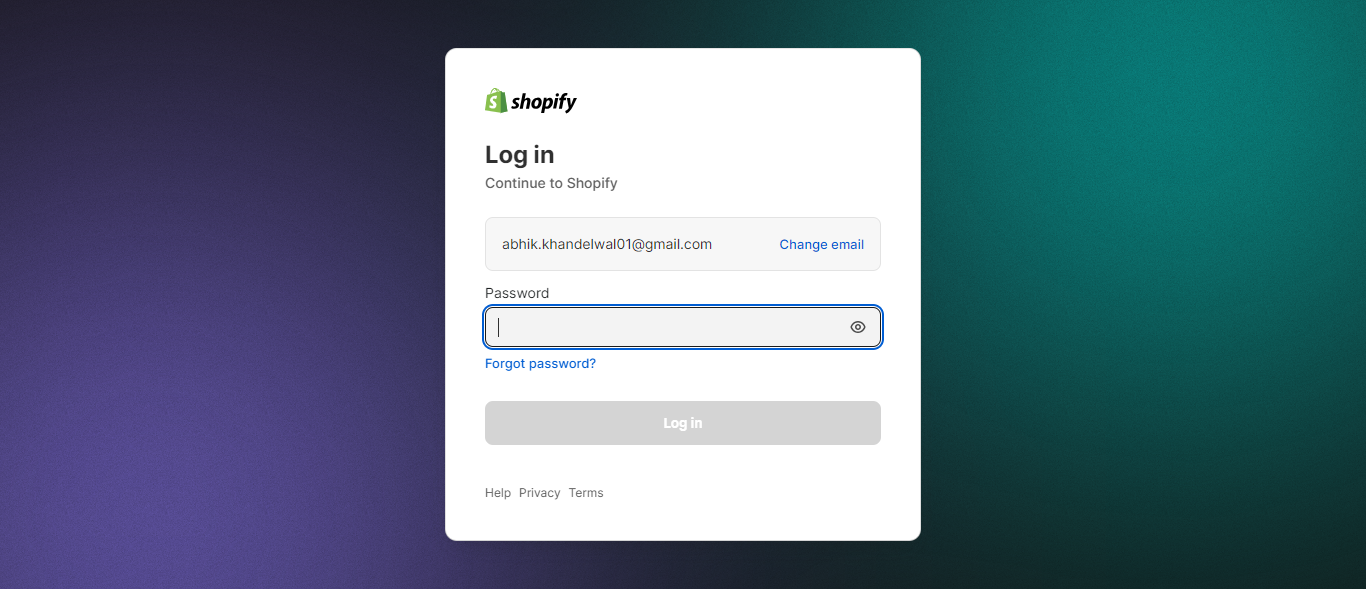 shopify
Log in
Continue to Shopify
abhik.khandelwal01@gmail.com Change email
Password
Forgot password?
Log in
Help Privacy Terms